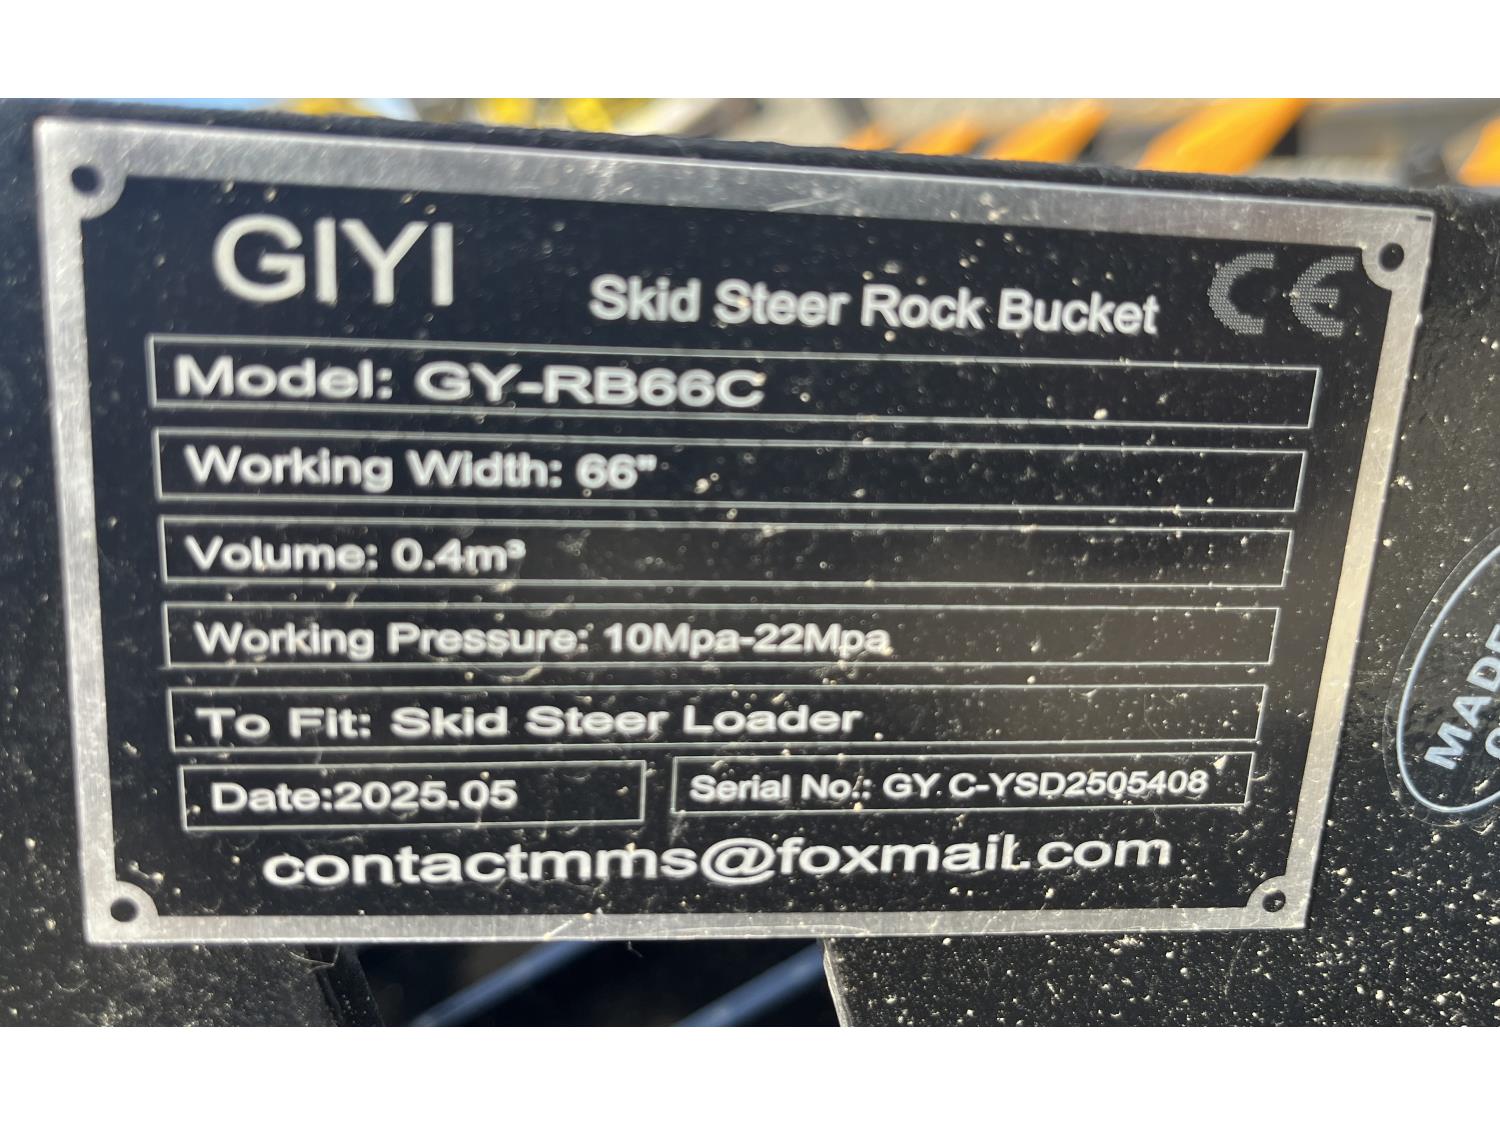 GIYI
Skid Steer Rock Bucket CE
Model: GY-RB66C
Working Width: 66"
Volume: 0.4m³
Working Pressure: 10Mpa-22Mpa
To Fit: Skid Steer Loader
Date:2025.05 Serial No.: GY.C-YSD2505408
contactmms@foxmail.com
MADE